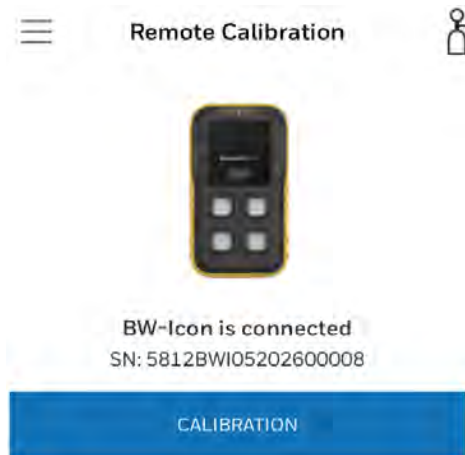 Remote Calibration
BW-Icon is connected
SN: 5812BWI05202600008
CALIBRATION